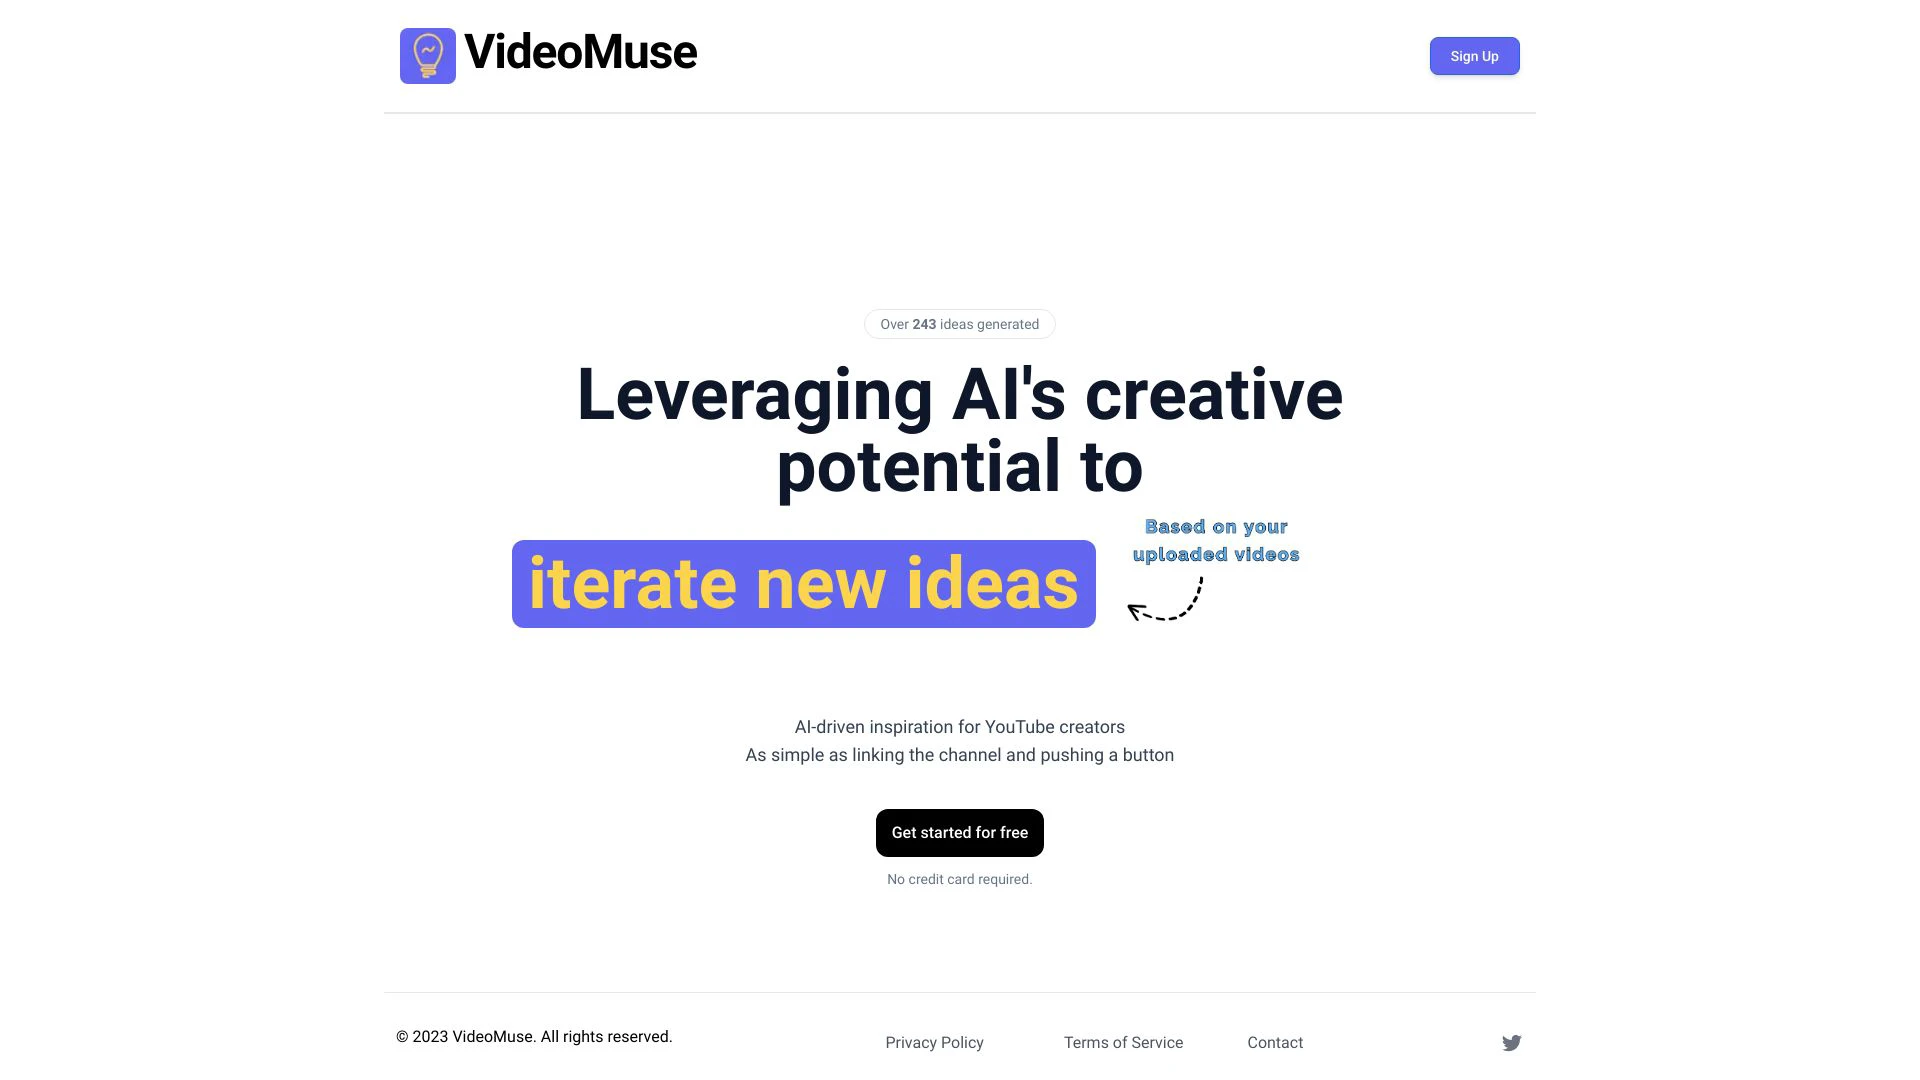 VideoMuse
Sign Up
Over 243 ideas generated
Leveraging AI's creative
potential to
iterate new ideas
Based on your
uploaded videos
AI-driven inspiration for YouTube creators
As simple as linking the channel and pushing a button
Get started for free
No credit card required.
© 2023 VideoMuse. All rights reserved.
Privacy Policy
Terms of Service
Contact